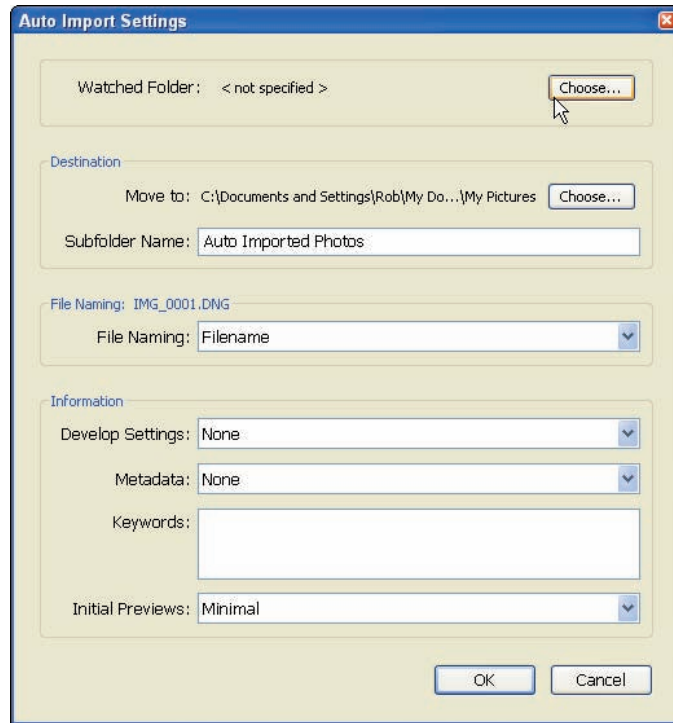 Auto Import Settings
Watched Folder: < not specified > Choose...
Destination
Move to: C:\Documents and Settings\Rob\My Do...\My Pictures Choose...
Subfolder Name: Auto Imported Photos
File Naming: IMG_0001.DNG
File Naming: Filename
Information
Develop Settings: None
Metadata: None
Keywords:
Initial Previews: Minimal
OK Cancel